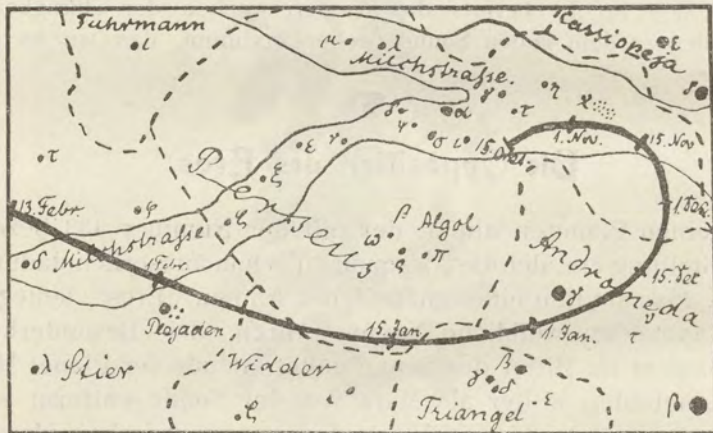 Fuhrmann
ι
μ
λ
Milchstrasse.
Kassiopeja
ε
δ
γ
η
χ
δ
α
τ
ψ
σ
ι
15. Okt.
1. Nov.
15. Nov
τ
ε
ν
ξ
Perseus
1. Dez.
13. Febr.
φ
ζ
β Algol
ω
ϱ
π
Andromeda
Milchstrasse
δ
1. Febr.
15. Dez
γ
υ
τ
Plejaden
15. Jan.
1. Jan.
λ Stier
Widder
β
γ
δ
ζ
Triangel
ε
β